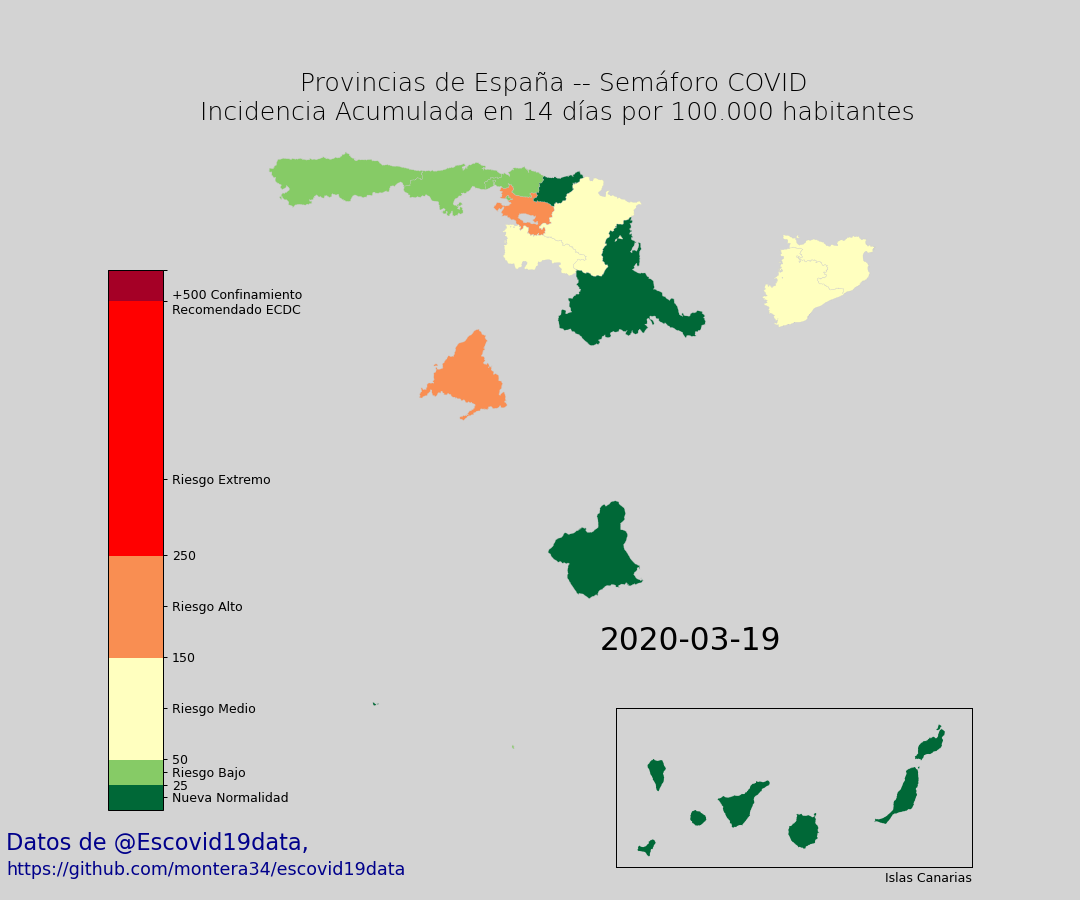 Provincias de España -- Semáforo COVID
Incidencia Acumulada en 14 días por 100.000 habitantes
+500 Confinamiento
Recomendado ECDC
Riesgo Extremo
250
Riesgo Alto
150
Riesgo Medio
50
Riesgo Bajo
25
Nueva Normalidad
2020-03-19
Islas Canarias
Datos de @Escovid19data,
https://github.com/montera34/escovid19data